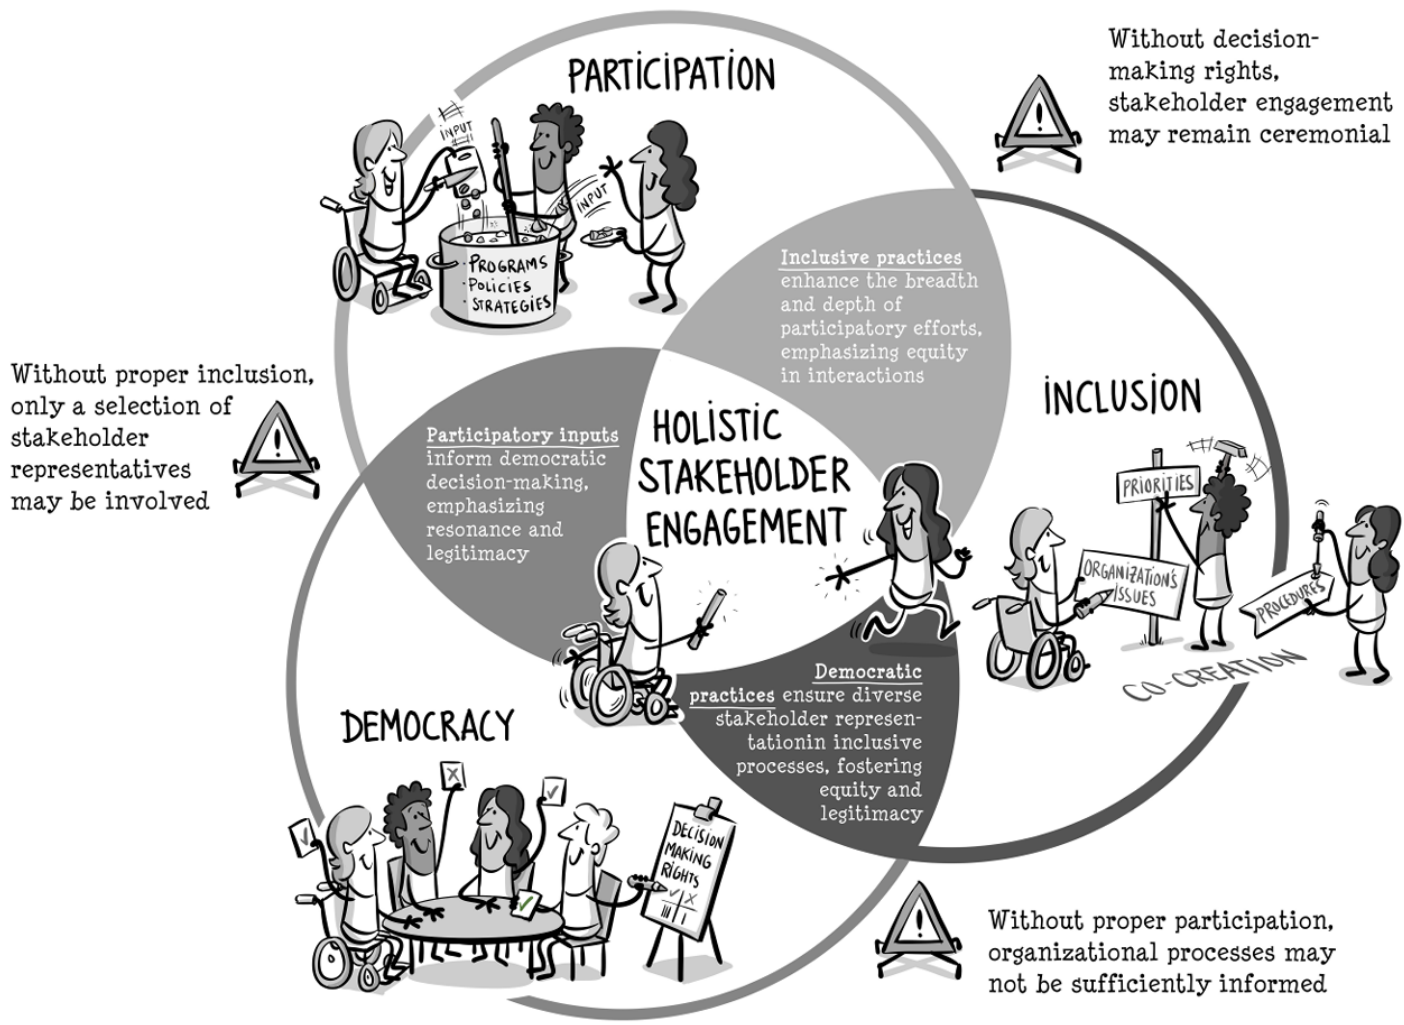 PARTICIPATION
INPUT
INPUT
PROGRAMS
POLICIES
STRATEGIES
Without decision-
making rights,
stakeholder engagement
may remain ceremonial
Inclusive practices
enhance the breadth
and depth of
participatory efforts,
emphasizing equity
in interactions
Without proper inclusion,
only a selection of
stakeholder
representatives
may be involved
Participatory inputs
inform democratic
decision-making,
emphasizing
resonance and
legitimacy
HOLISTIC
STAKEHOLDER
ENGAGEMENT
INCLUSION
PRIORITIES
ORGANIZATION'S
ISSUES
PROCEDURES
CO-CREATION
Democratic
practices ensure diverse
stakeholder represen-
tationin inclusive
processes, fostering
equity and
legitimacy
DEMOCRACY
DECISION
MAKING
RIGHTS
Without proper participation,
organizational processes may
not be sufficiently informed